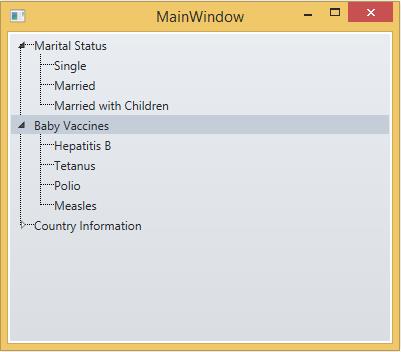 MainWindow
Marital Status
Single
Married
Married with Children
Baby Vaccines
Hepatitis B
Tetanus
Polio
Measles
Country Information